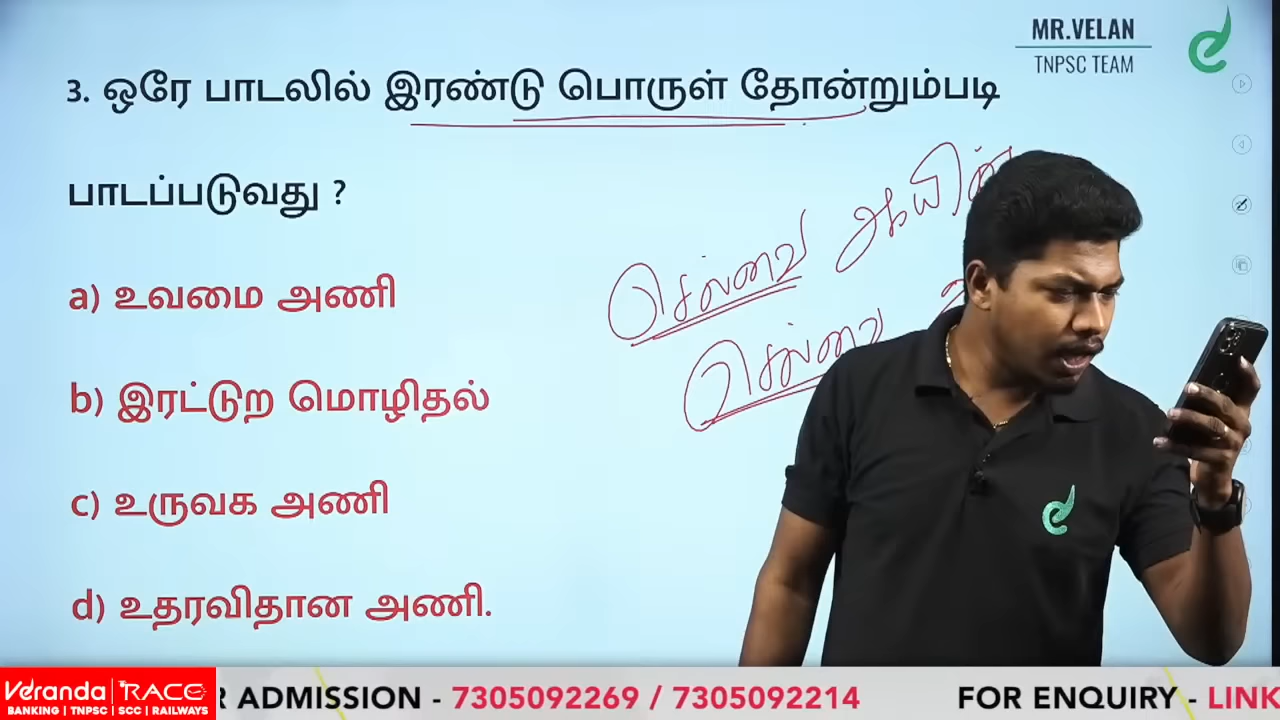 MR.VELAN
TNPSC TEAM
3. ஒரே பாடலில் இரண்டு பொருள் தோன்றும்படி
பாடப்படுவது ?
a) உவமை அணி
b) இரட்டுற மொழிதல்
c) உருவக அணி
d) உதரவிதான அணி.
செல்வை
செல்வை
Veranda RACE
BANKING | TNPSC | SCC | RAILWAYS
ADMISSION - 7305092269 / 7305092214 FOR ENQUIRY - LINK